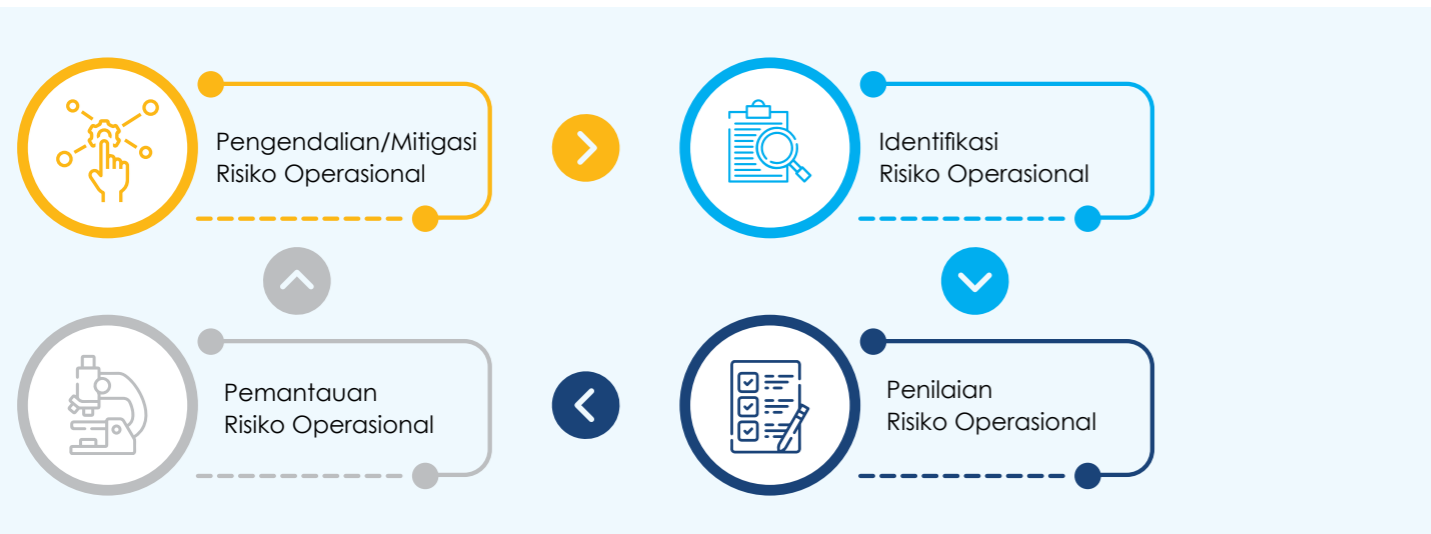 Pengendalian/Mitigasi
Risiko Operasional
Identifikasi
Risiko Operasional
Pemantauan
Risiko Operasional
Penilaian
Risiko Operasional